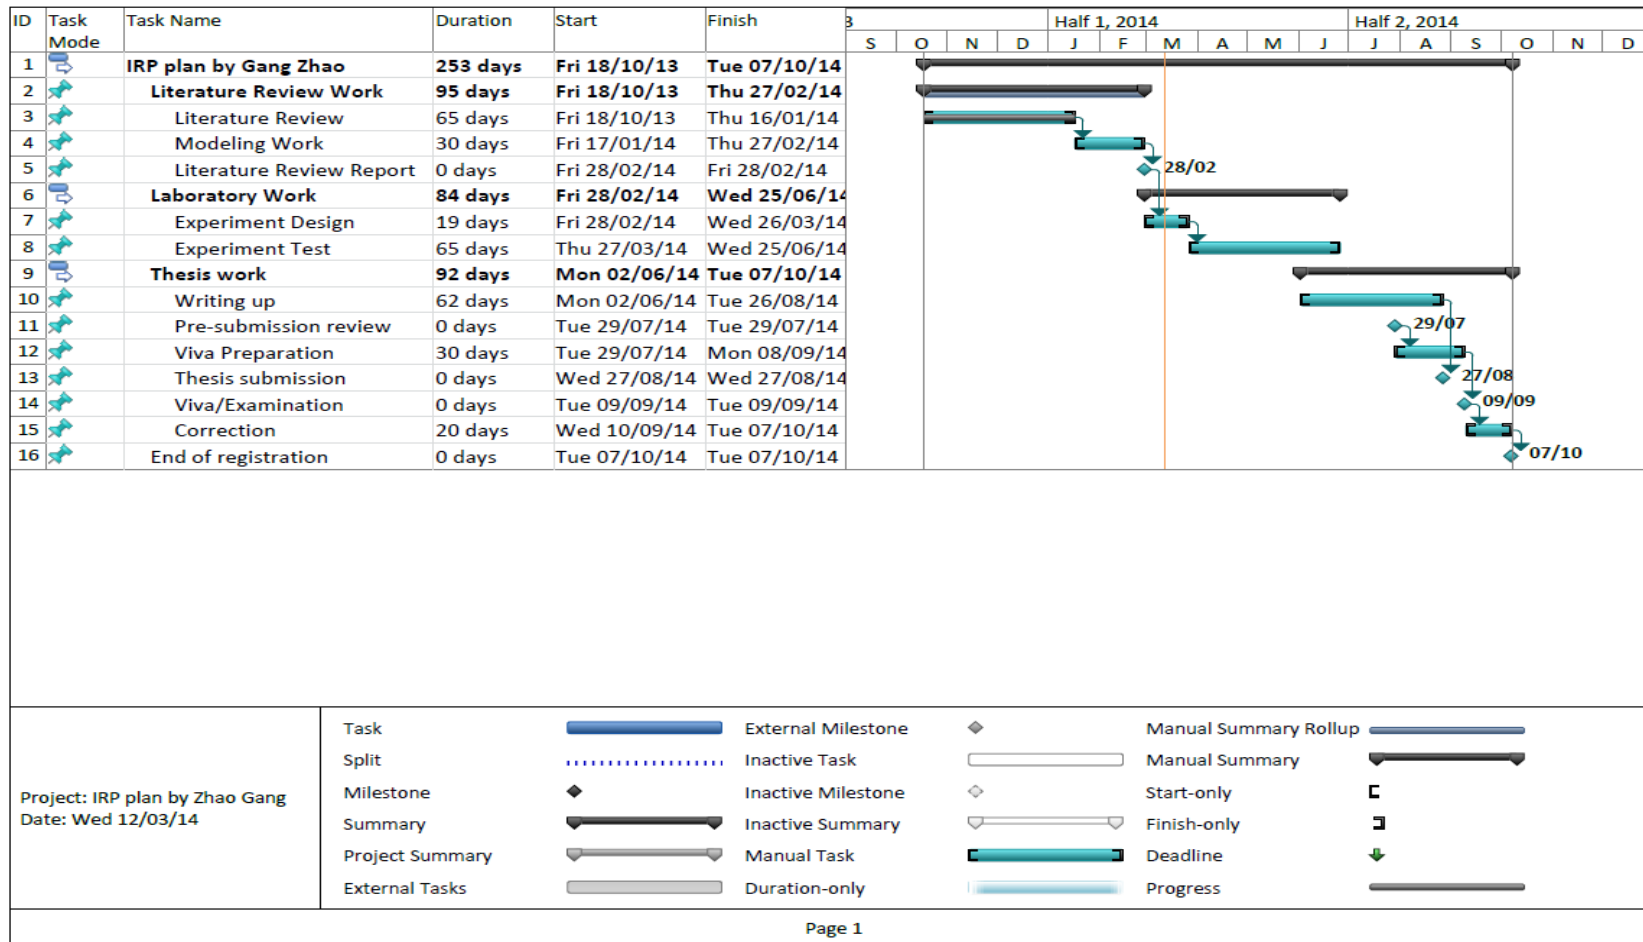 ID Task Mode Task Name Duration Start Finish
3 Half 1, 2014 Half 2, 2014
S O N D J F M A M J J A S O N D
1 IRP plan by Gang Zhao 253 days Fri 18/10/13 Tue 07/10/14
2 Literature Review Work 95 days Fri 18/10/13 Thu 27/02/14
3 Literature Review 65 days Fri 18/10/13 Thu 16/01/14
4 Modeling Work 30 days Fri 17/01/14 Thu 27/02/14
5 Literature Review Report 0 days Fri 28/02/14 Fri 28/02/14 28/02
6 Laboratory Work 84 days Fri 28/02/14 Wed 25/06/14
7 Experiment Design 19 days Fri 28/02/14 Wed 26/03/14
8 Experiment Test 65 days Thu 27/03/14 Wed 25/06/14
9 Thesis work 92 days Mon 02/06/14 Tue 07/10/14
10 Writing up 62 days Mon 02/06/14 Tue 26/08/14
11 Pre-submission review 0 days Tue 29/07/14 Tue 29/07/14 29/07
12 Viva Preparation 30 days Tue 29/07/14 Mon 08/09/14
13 Thesis submission 0 days Wed 27/08/14 Wed 27/08/14 27/08
14 Viva/Examination 0 days Tue 09/09/14 Tue 09/09/14 09/09
15 Correction 20 days Wed 10/09/14 Tue 07/10/14
16 End of registration 0 days Tue 07/10/14 Tue 07/10/14 07/10
Project: IRP plan by Zhao Gang
Date: Wed 12/03/14
Task External Milestone Manual Summary Rollup
Split Inactive Task Manual Summary
Milestone Inactive Milestone Start-only
Summary Inactive Summary Finish-only
Project Summary Manual Task Deadline
External Tasks Duration-only Progress
Page 1